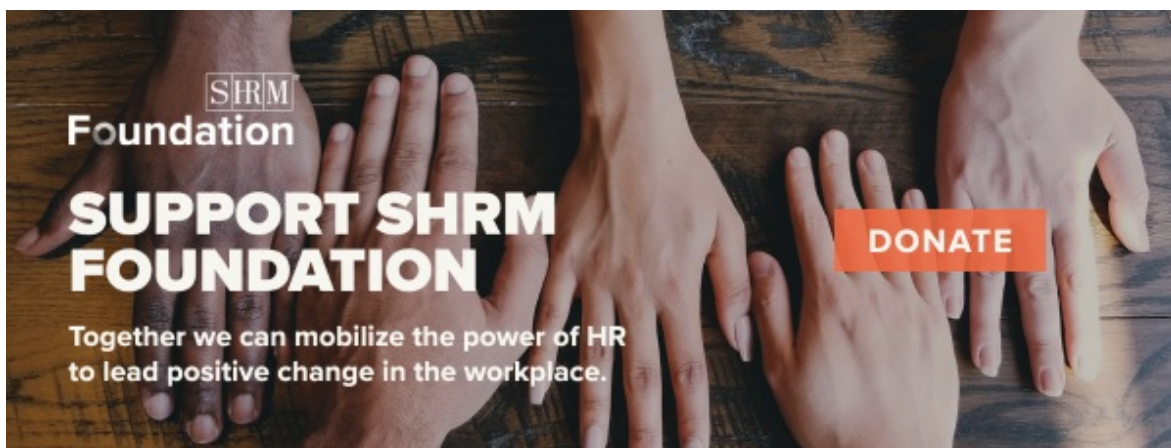 SHRM
Foundation
SUPPORT SHRM
FOUNDATION
Together we can mobilize the power of HR
to lead positive change in the workplace.
DONATE